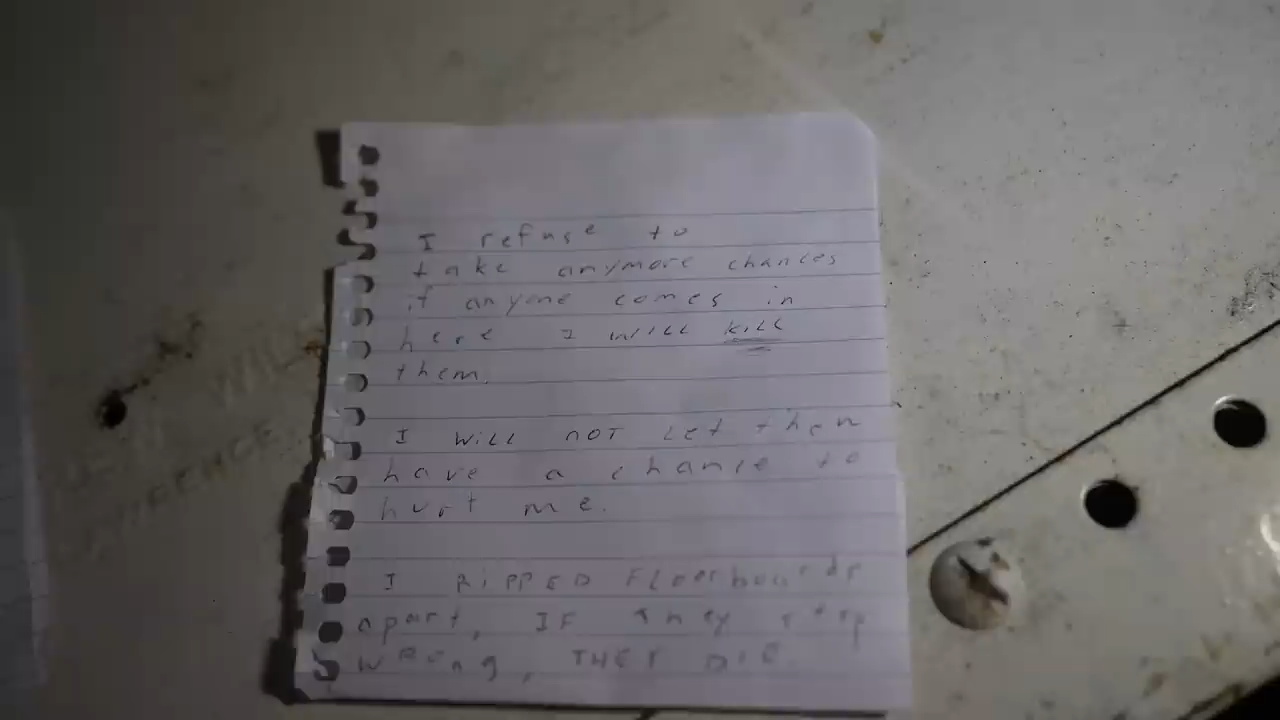 I refuse to
take anymore chances
if anyone comes in
here I WILL kill
them.
I WILL NOT LET them
have a chance to
hurt me.
I RIPPED FLoorboards
apart, IF They step
WRONg, THEY DIE.